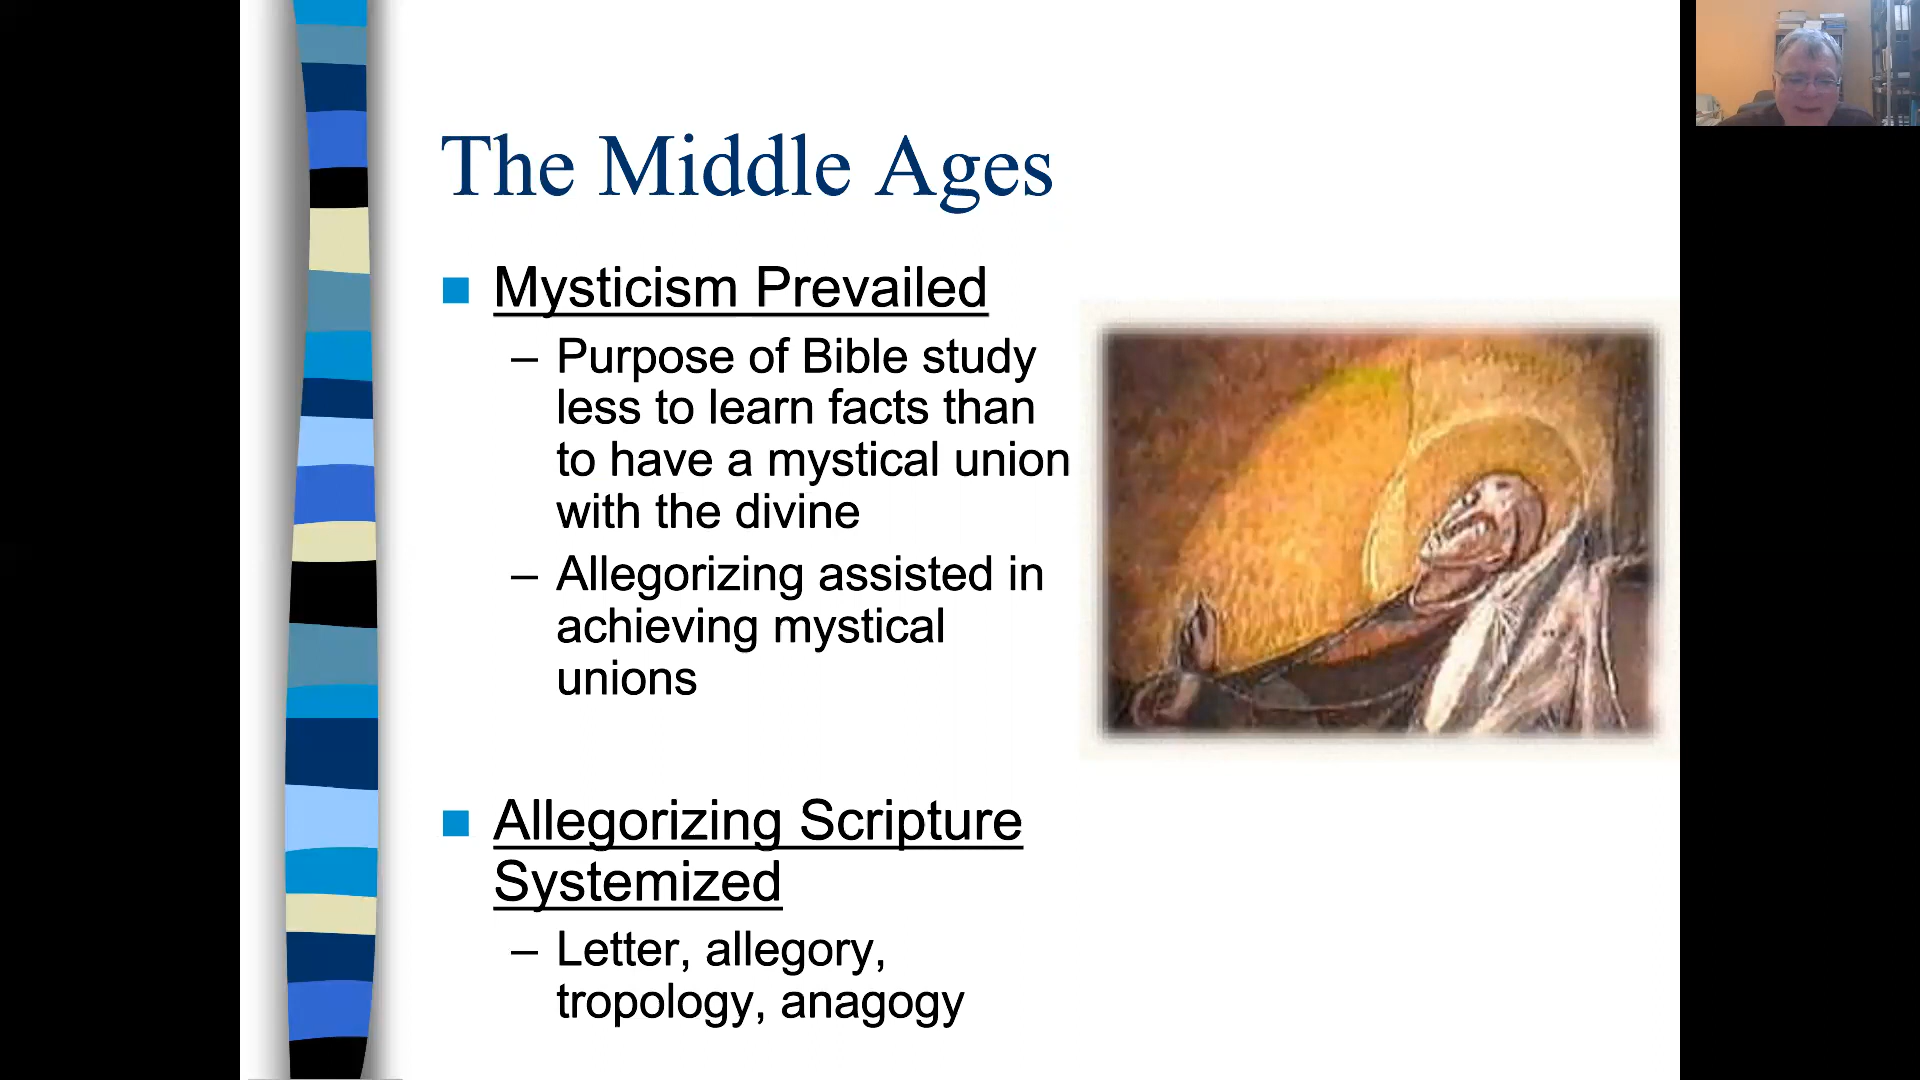 The Middle Ages
Mysticism Prevailed
– Purpose of Bible study
less to learn facts than
to have a mystical union
with the divine
– Allegorizing assisted in
achieving mystical
unions
Allegorizing Scripture
Systemized
– Letter, allegory,
tropology, anagogy